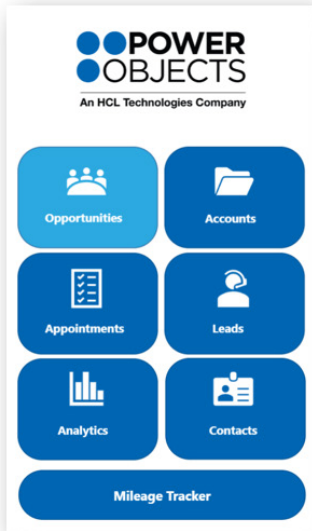 POWER
OBJECTS
An HCL Technologies Company
Opportunities
Accounts
Appointments
Leads
Analytics
Contacts
Mileage Tracker